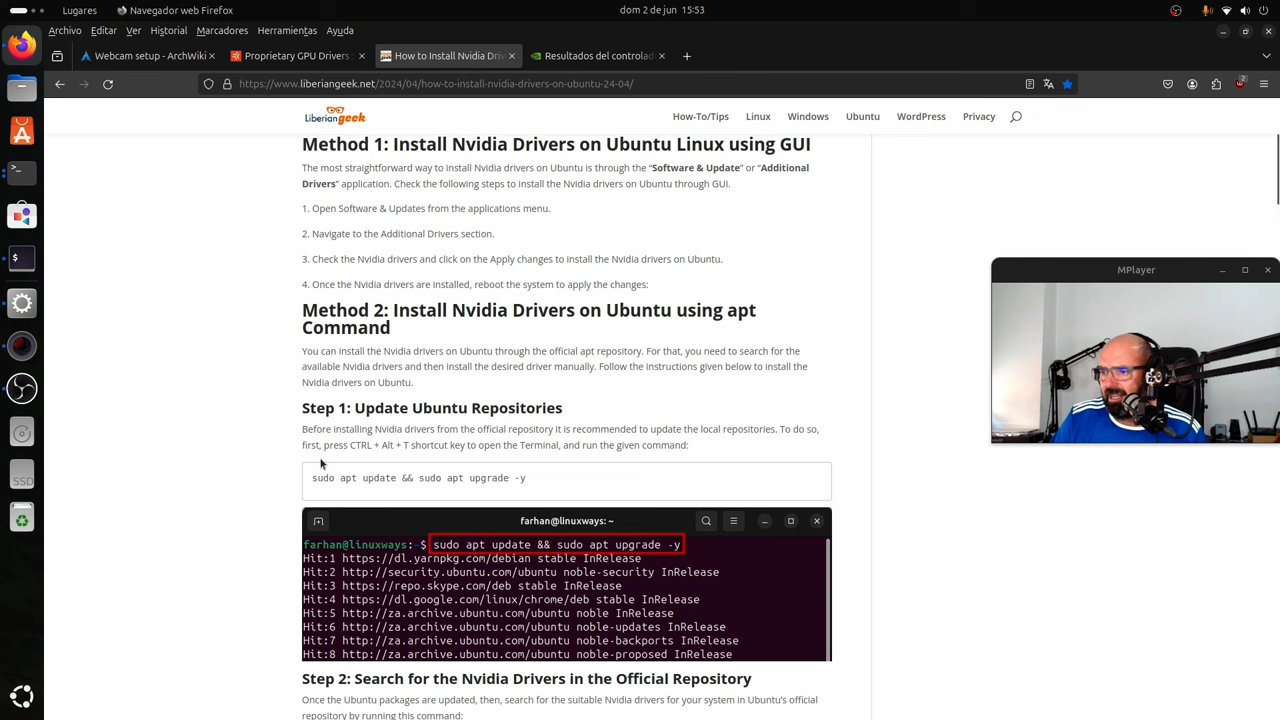 Lugares
Navegador web Firefox
dom 2 de jun 15:53
Archivo Editar Ver Historial Marcadores Herramientas Ayuda
Webcam setup - ArchWiki
Proprietary GPU Drivers
How to Install Nvidia Driv
Resultados del controlad
https://www.liberiangeek.net/2024/04/how-to-install-nvidia-drivers-on-ubuntu-24-04/
2
Liberiangeek
How-To/Tips Linux Windows Ubuntu WordPress Privacy
Method 1: Install Nvidia Drivers on Ubuntu Linux using GUI
The most straightforward way to install Nvidia drivers on Ubuntu is through the “Software & Update” or “Additional
Drivers” application. Check the following steps to install the Nvidia drivers on Ubuntu through GUI.
1. Open Software & Updates from the applications menu.
2. Navigate to the Additional Drivers section.
3. Check the Nvidia drivers and click on the Apply changes to install the Nvidia drivers on Ubuntu.
4. Once the Nvidia drivers are installed, reboot the system to apply the changes:
Method 2: Install Nvidia Drivers on Ubuntu using apt
Command
You can install the Nvidia drivers on Ubuntu through the official apt repository. For that, you need to search for the
available Nvidia drivers and then install the desired driver manually. Follow the instructions given below to install the
Nvidia drivers on Ubuntu.
Step 1: Update Ubuntu Repositories
Before installing Nvidia drivers from the official repository it is recommended to update the local repositories. To do so,
first, press CTRL + Alt + T shortcut key to open the Terminal, and run the given command:
sudo apt update && sudo apt upgrade -y
farhan@linuxways: ~
farhan@linuxways:~$ sudo apt update && sudo apt upgrade -y
Hit:1 https://dl.yarnpkg.com/debian stable InRelease
Hit:2 http://security.ubuntu.com/ubuntu noble-security InRelease
Hit:3 https://repo.skype.com/deb stable InRelease
Hit:4 https://dl.google.com/linux/chrome/deb stable InRelease
Hit:5 http://za.archive.ubuntu.com/ubuntu noble InRelease
Hit:6 http://za.archive.ubuntu.com/ubuntu noble-updates InRelease
Hit:7 http://za.archive.ubuntu.com/ubuntu noble-backports InRelease
Hit:8 http://za.archive.ubuntu.com/ubuntu noble-proposed InRelease
Step 2: Search for the Nvidia Drivers in the Official Repository
Once the Ubuntu packages are updated, then, search for the suitable Nvidia drivers for your system in Ubuntu’s official
repository by running this command:
MPlayer
SSD